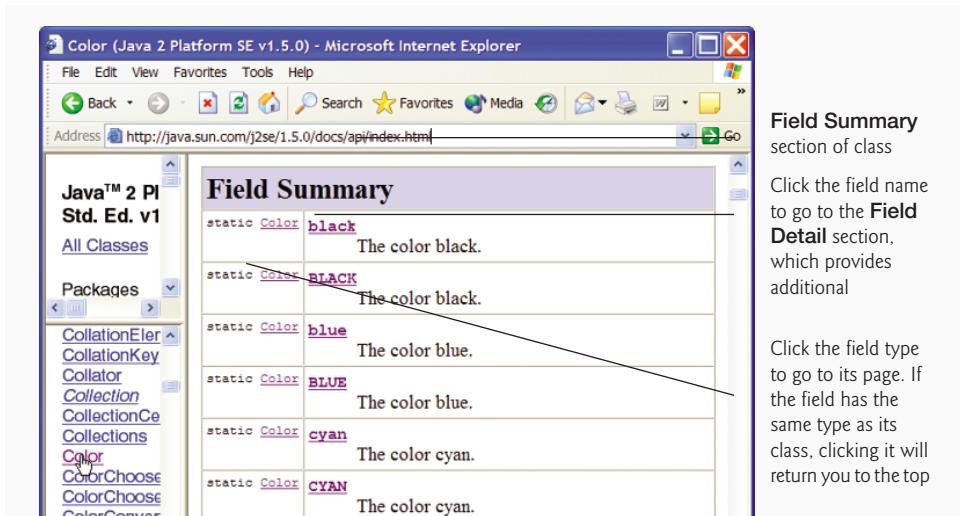 Color (Java 2 Platform SE v1.5.0) - Microsoft Internet Explorer
File Edit View Favorites Tools Help
Back Search Favorites Media
Address http://java.sun.com/j2se/1.5.0/docs/api/index.html Go
Java™ 2 Pl
Std. Ed. v1
All Classes
Packages
CollationEler
CollationKey
Collator
Collection
CollectionCe
Collections
Color
ColorChoose
ColorChoose
ColorConver
Field Summary
static Color black
The color black.
static Color BLACK
The color black.
static Color blue
The color blue.
static Color BLUE
The color blue.
static Color cyan
The color cyan.
static Color CYAN
The color cyan.
Field Summary
section of class
Click the field name
to go to the Field
Detail section,
which provides
additional
Click the field type
to go to its page. If
the field has the
same type as its
class, clicking it will
return you to the top